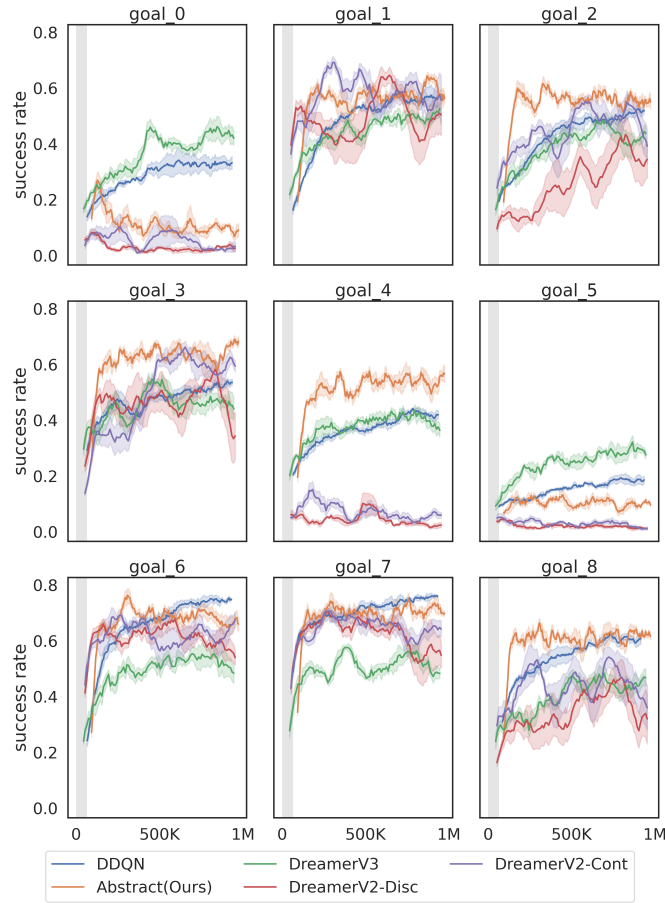 goal_0 goal_1 goal_2
0.8
0.6
0.4
0.2
0.0
success rate
goal_3 goal_4 goal_5
0.8
0.6
0.4
0.2
0.0
success rate
goal_6 goal_7 goal_8
0.8
0.6
0.4
0.2
0.0
success rate
0 500K 1M 0 500K 1M 0 500K 1M
DDQN DreamerV3 DreamerV2-Cont
Abstract(Ours) DreamerV2-Disc